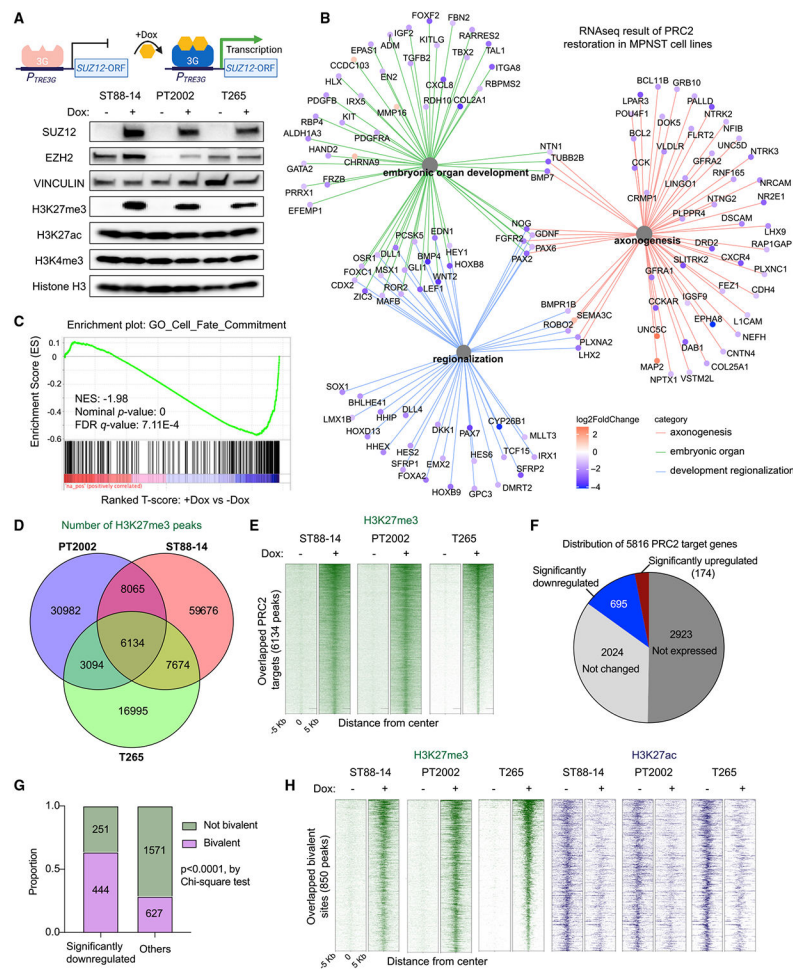 A
3G
P_TRE3G
SUZ12-ORF
+Dox
3G
Transcription
P_TRE3G
SUZ12-ORF
ST88-14 PT2002 T265
Dox: - + - + - +
SUZ12
EZH2
VINCULIN
H3K27me3
H3K27ac
H3K4me3
Histone H3
B
RNAseq result of PRC2
restoration in MPNST cell lines
FOXF2
FBN2
IGF2
KITLG
RARRES2
ADM
TAL1
EPAS1
TGFB2
TBX2
CCDC103
ITGA8
EN2
HLX
CXCL8
RBPMS2
PDGFB
IRX5
RDH10
COL2A1
MMP16
RBP4
KIT
ALDH1A3
PDGFRA
HAND2
CHRNA9
GATA2
FRZB
PRRX1
EFEMP1
embryonic organ development
NTN1
TUBB2B
BMP7
BCL11B
GRB10
LPAR3
PALLD
POU4F1
NTRK2
DOK5
NFIB
BCL2
FLRT2
UNC5D
VLDLR
NTRK3
CCK
GFRA2
RNF165
LINGO1
NRCAM
CRMP1
NTNG2
NR2E1
PLPPR4
DSCAM
LHX9
axonogenesis
DRD2
RAP1GAP
SLITRK2
CXCR4
GFRA1
PLXNC1
FEZ1
CDH4
CCKAR
IGSF9
EPHA8
L1CAM
UNC5C
NEFH
DAB1
CNTN4
MAP2
COL25A1
NPTX1
VSTM2L
NOG
GDNF
FGFR2
PAX6
PAX2
PCSK5
EDN1
DLL1
HEY1
OSR1
BMP4
FOXC1
MSX1
GLI1
HOXB8
CDX2
ROR2
WNT2
ZIC3
MAFB
LEF1
BMPR1B
SEMA3C
ROBO2
PLXNA2
LHX2
regionalization
SOX1
BHLHE41
DLL4
LMX1B
HHIP
CYP26B1
HOXD13
DKK1
PAX7
MLLT3
HHEX
HES2
HES6
TCF15
IRX1
SFRP1
EMX2
SFRP2
FOXA2
DMRT2
HOXB9
GPC3
log2FoldChange
2
0
-2
-4
category
axonogenesis
embryonic organ
development regionalization
C
Enrichment plot: GO_Cell_Fate_Commitment
Enrichment Score (ES)
0.1
0
-0.2
-0.4
-0.6
NES: -1.98
Nominal p-value: 0
FDR q-value: 7.11E-4
Ranked T-score: +Dox vs -Dox
D
Number of H3K27me3 peaks
PT2002
ST88-14
30982
8065
59676
6134
3094
7674
16995
T265
E
H3K27me3
ST88-14 PT2002 T265
Dox: - + - + - +
Overlapped PRC2
targets (6134 peaks)
-5 Kb 0 5 Kb
Distance from center
F
Distribution of 5816 PRC2 target genes
Significantly
downregulated
Significantly upregulated
(174)
695
2923
Not expressed
2024
Not changed
G
Proportion
1.0
0.5
0.0
251
444
1571
627
Significantly
downregulated
Others
Not bivalent
Bivalent
p<0.0001, by
Chi-square test
H
H3K27me3 H3K27ac
ST88-14 PT2002 T265 ST88-14 PT2002 T265
Dox: - + - + - + - + - + - +
Overlapped bivalent
sites (850 peaks)
-5 Kb 0 5 Kb
Distance from center